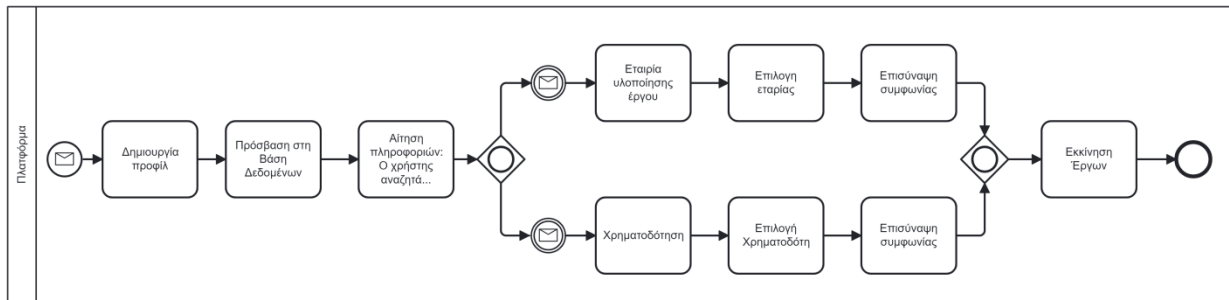 Πλατφόρμα
Δημιουργία
προφίλ
Πρόσβαση στη
Βάση
Δεδομένων
Αίτηση
πληροφοριών:
Ο χρήστης
αναζητά...
Εταιρία
υλοποίησης
έργου
Επιλογη
εταρίας
Επισύναψη
συμφωνίας
Χρηματοδότηση
Επιλογή
Χρηματοδότη
Επισύναψη
συμφωνίας
Εκκίνηση
Έργων